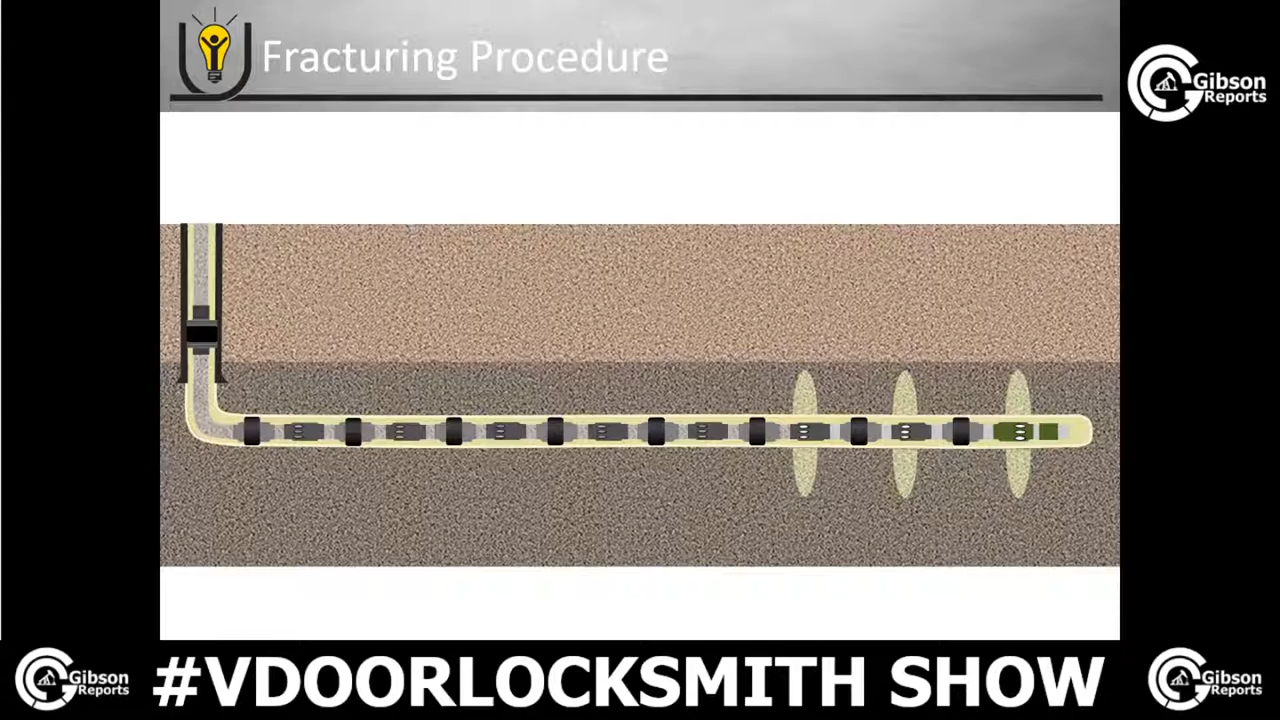 Fracturing Procedure
Gibson
Reports
Gibson
Reports
#VDOORLOCKSMITH SHOW
Gibson
Reports